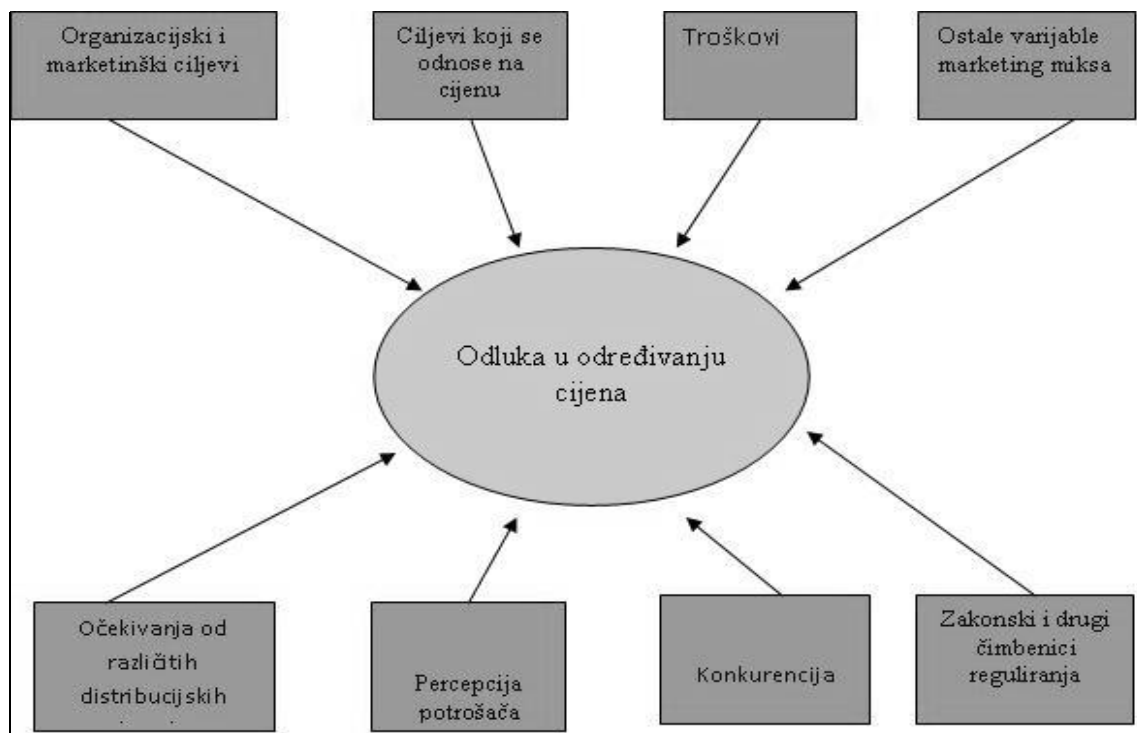 Organizacijski i
marketinški ciljevi
Ciljevi koji se
odnose na
cijenu
Troškovi
Ostale varijable
marketing miksa
Odluka u određivanju
cijena
Očekivanja od
različitih
distribucijskih
Percepcija
potrošača
Konkurencija
Zakonski i drugi
čimbenici
reguliranja